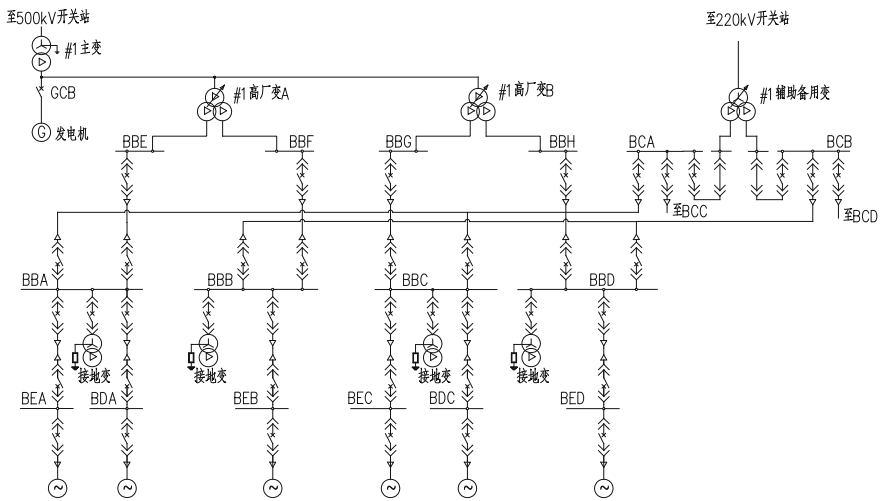 至500kV开关站
至220kV开关站
#1主变
GCB
#1高厂变A
#1高厂变B
#1辅助备用变
G
发电机
BBE
BBF
BBG
BBH
BCA
BCB
至BCC
至BCD
BBA
BBB
BBC
BBD
接地变
接地变
接地变
接地变
BEA
BDA
BEB
BEC
BDC
BED
~
~
~
~
~
~